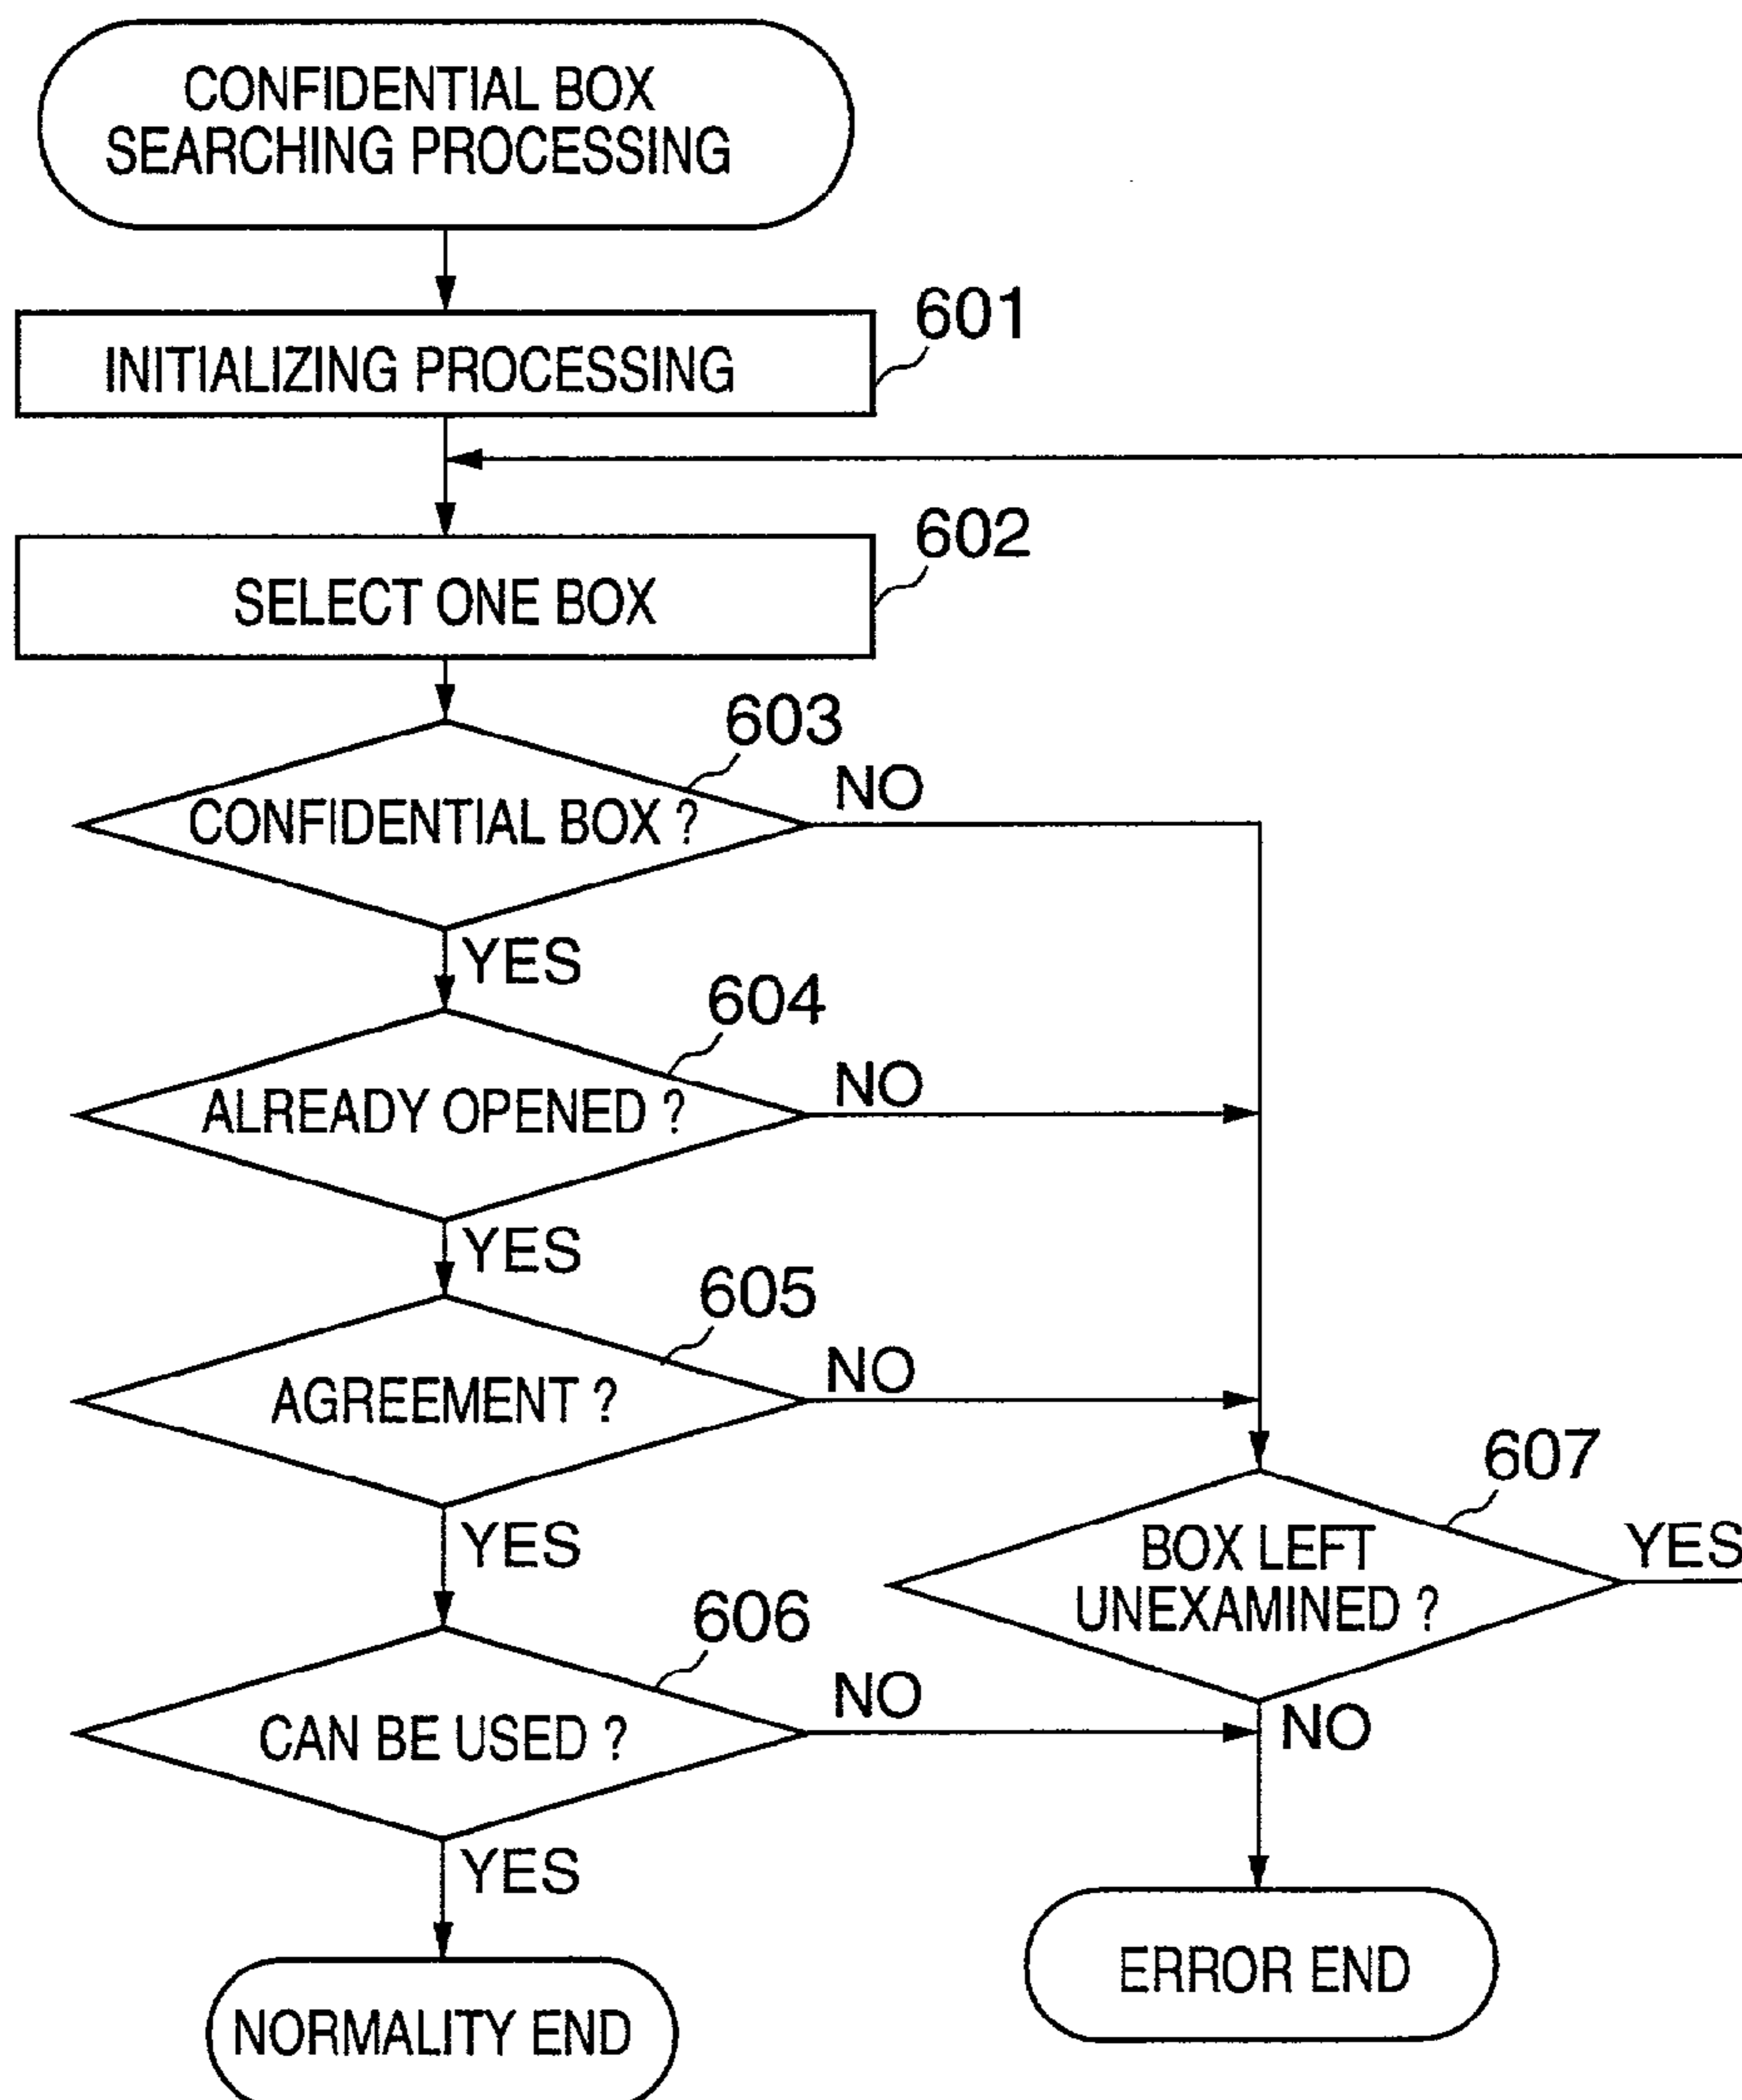 CONFIDENTIAL BOX
SEARCHING PROCESSING
601
INITIALIZING PROCESSING
602
SELECT ONE BOX
603
NO
CONFIDENTIAL BOX ?
YES
604
NO
ALREADY OPENED ?
YES
605
NO
AGREEMENT ?
607
YES
BOX LEFT
UNEXAMINED ?
YES
606
NO
NO
CAN BE USED ?
YES
ERROR END
NORMALITY END